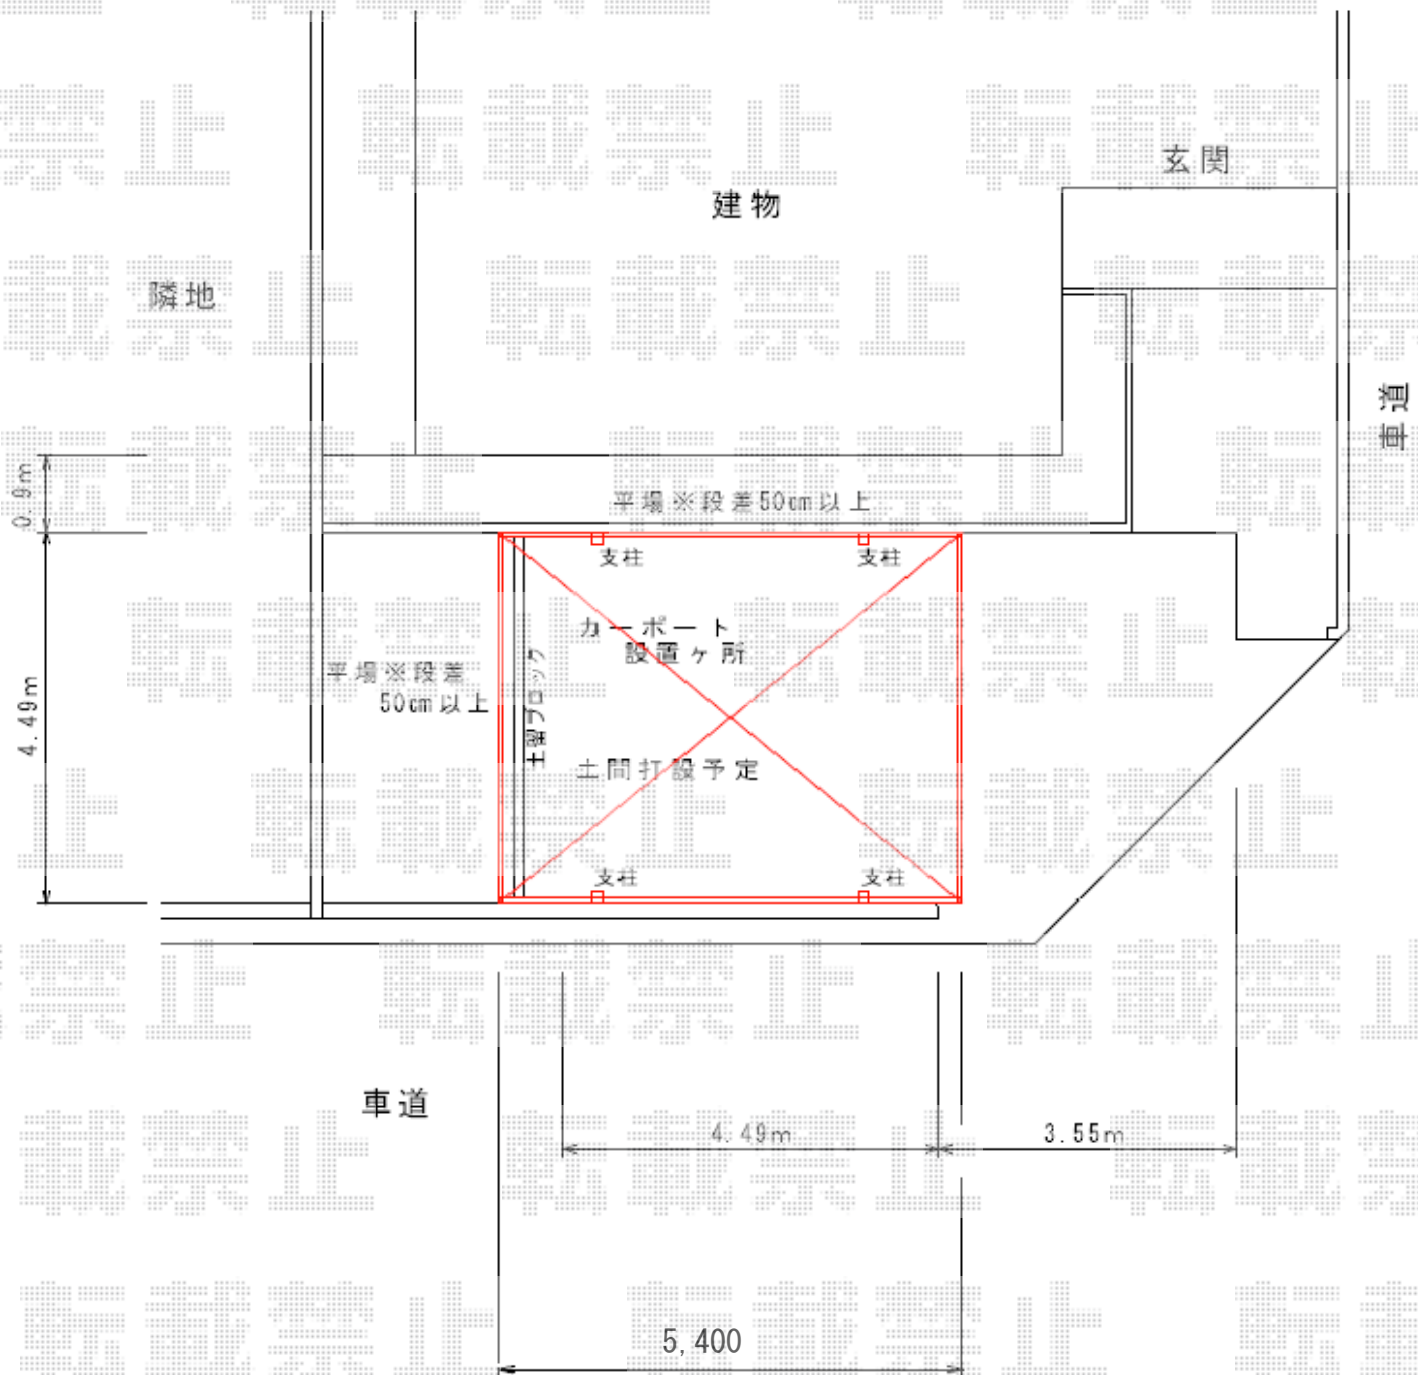 玄関
建物
隣地
車道
0.9m
平場※段差50㎝以上
支柱
支柱
カーポート
設置ヶ所
平場※段差
50㎝以上
土留ブロック
4.49m
土間打設予定
支柱
支柱
車道
4.49m
3.55m
5,400
転載禁止